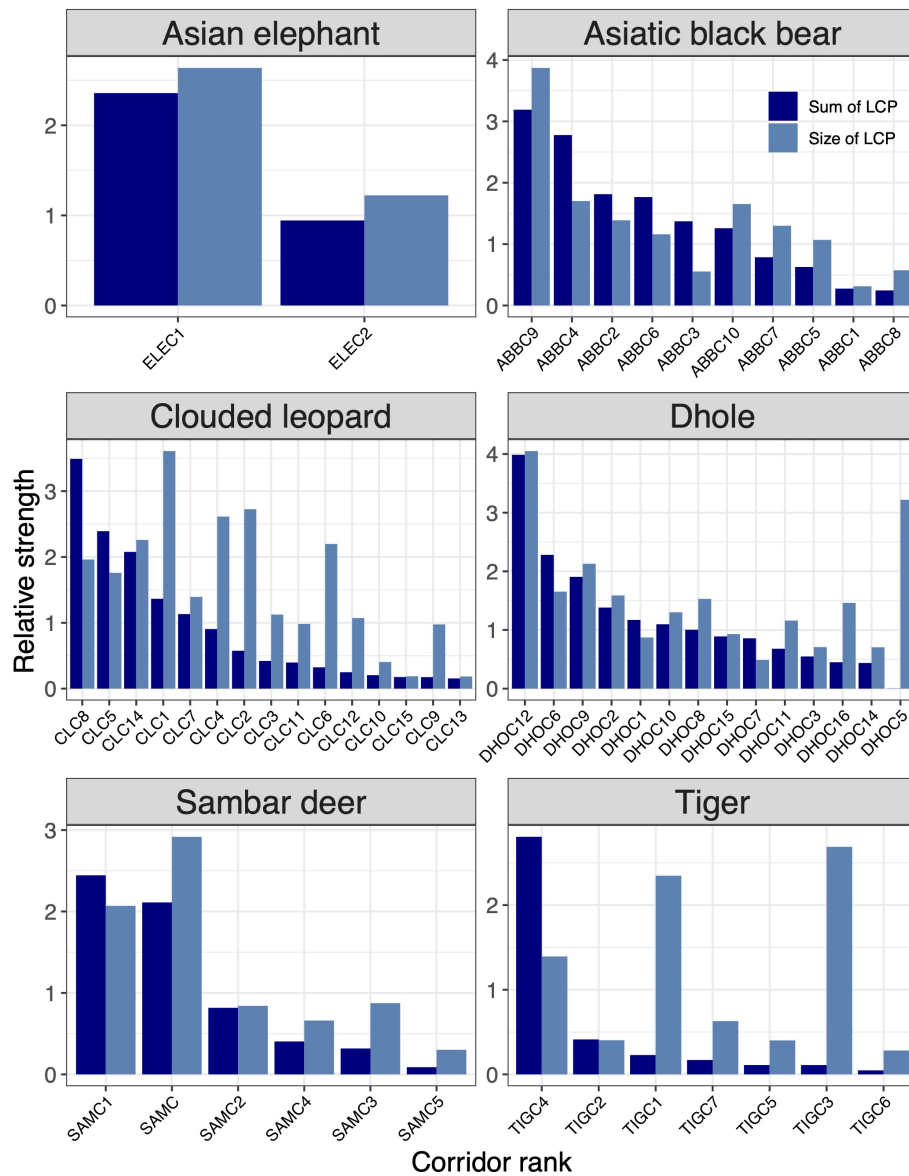 Asian elephant
2
1
0
ELEC1
ELEC2
Asiatic black bear
Sum of LCP
Size of LCP
4
3
2
1
0
ABBC9
ABBC4
ABBC2
ABBC6
ABBC3
ABBC10
ABBC7
ABBC5
ABBC1
ABBC8
Relative strength
Clouded leopard
3
2
1
0
CLC8
CLC5
CLC14
CLC1
CLC7
CLC4
CLC2
CLC3
CLC11
CLC6
CLC12
CLC10
CLC15
CLC9
CLC13
Dhole
4
3
2
1
0
DHOC12
DHOC6
DHOC9
DHOC2
DHOC1
DHOC10
DHOC8
DHOC15
DHOC7
DHOC11
DHOC3
DHOC16
DHOC14
DHOC5
Sambar deer
3
2
1
0
SAMC1
SAMC
SAMC2
SAMC4
SAMC3
SAMC5
Tiger
2
1
0
TIGC4
TIGC2
TIGC1
TIGC7
TIGC5
TIGC3
TIGC6
Corridor rank